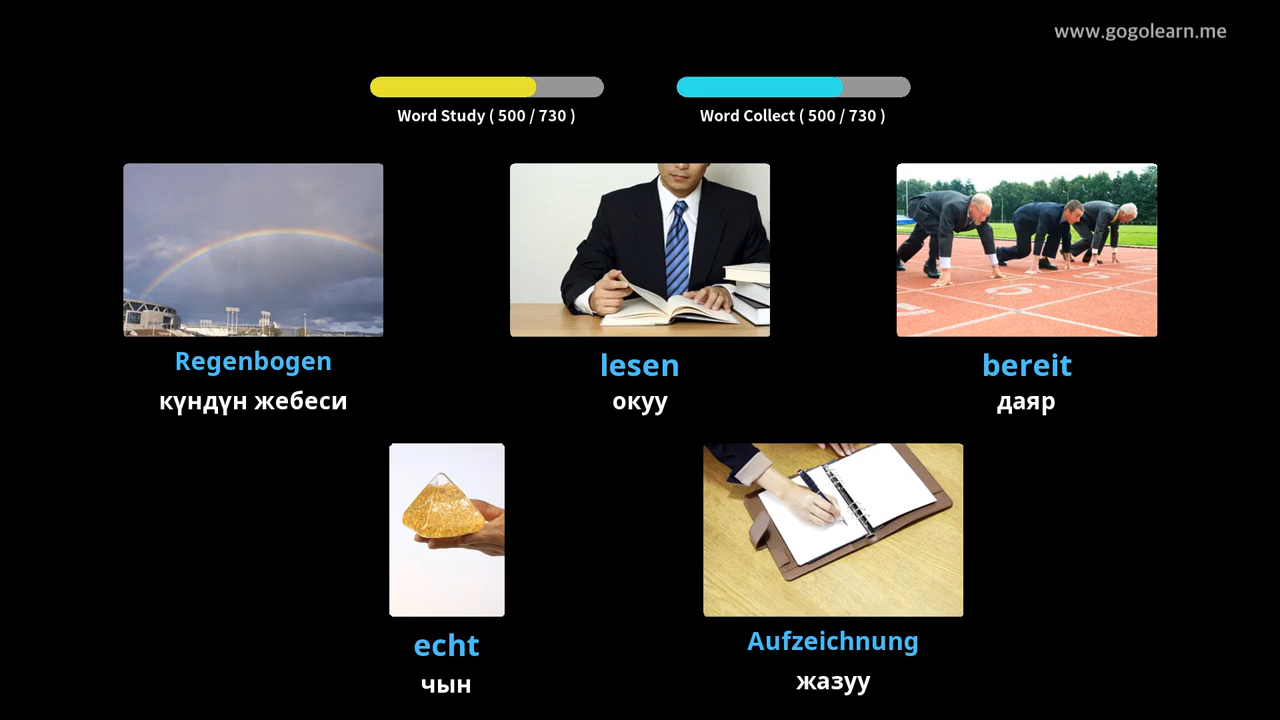 www.gogolearn.me
Word Study ( 500 / 730 )
Word Collect ( 500 / 730 )
Regenbogen
күндүн жебеси
lesen
окуу
bereit
даяр
echt
чын
Aufzeichnung
жазуу